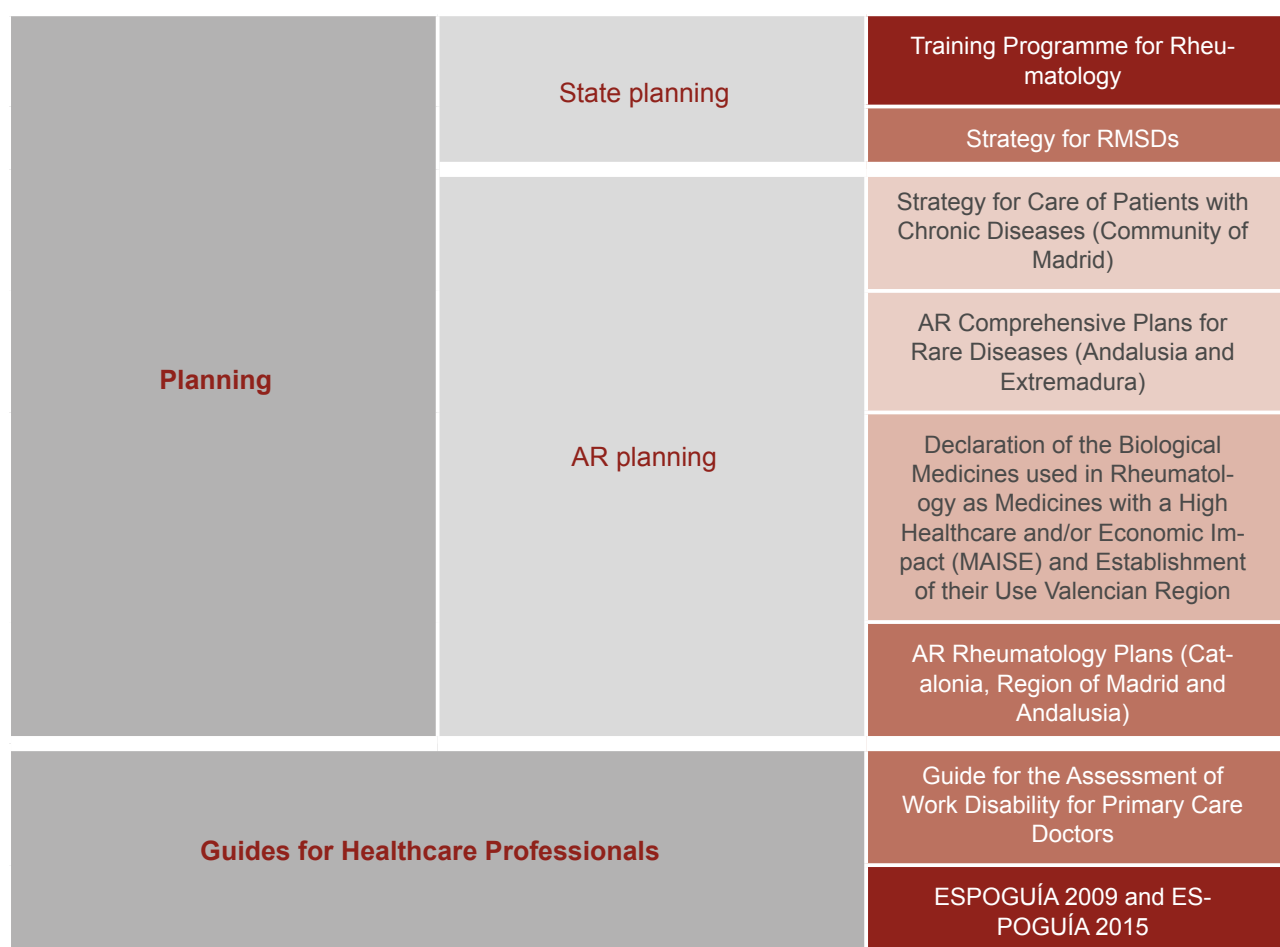 Planning
State planning
Training Programme for Rheu-
matology
Strategy for RMSDs
AR planning
Strategy for Care of Patients with
Chronic Diseases (Community of
Madrid)
AR Comprehensive Plans for
Rare Diseases (Andalusia and
Extremadura)
Declaration of the Biological
Medicines used in Rheumatol-
ogy as Medicines with a High
Healthcare and/or Economic Im-
pact (MAISE) and Establishment
of their Use Valencian Region
AR Rheumatology Plans (Cat-
alonia, Region of Madrid and
Andalusia)
Guides for Healthcare Professionals
Guide for the Assessment of
Work Disability for Primary Care
Doctors
ESPOGUÍA 2009 and ES-
POGUÍA 2015